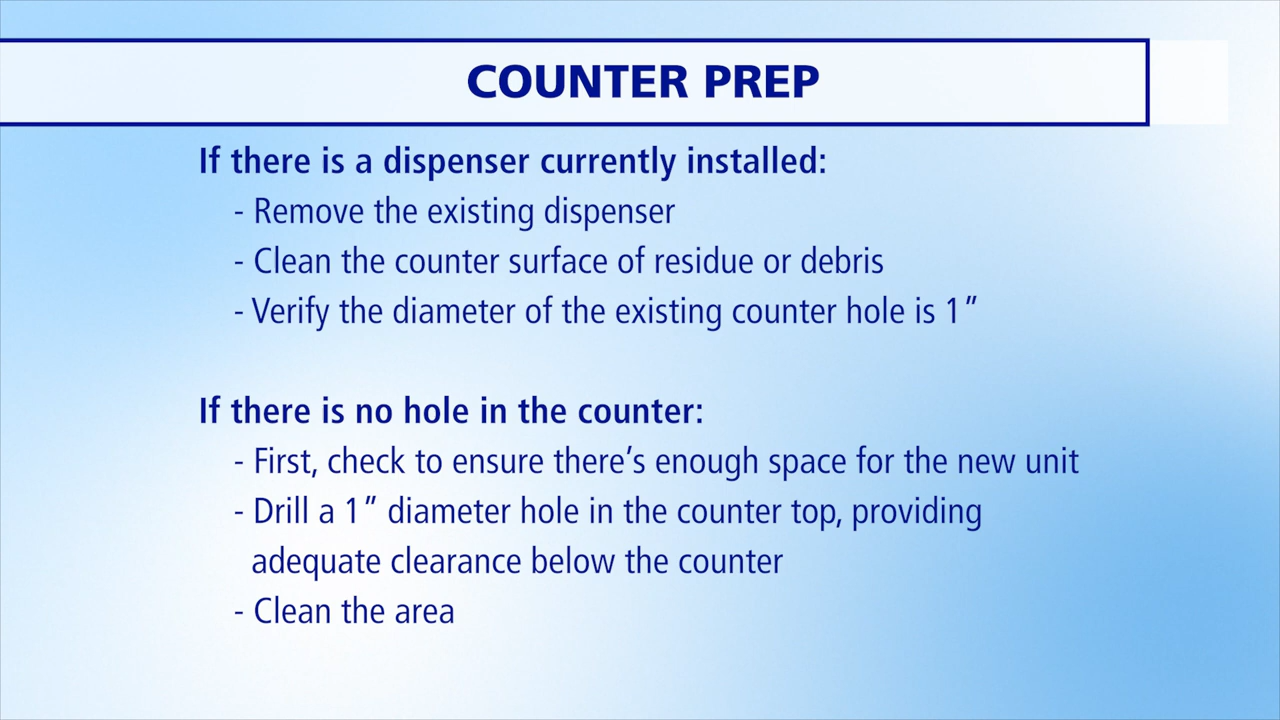 COUNTER PREP
If there is a dispenser currently installed:
- Remove the existing dispenser
- Clean the counter surface of residue or debris
- Verify the diameter of the existing counter hole is 1”
If there is no hole in the counter:
- First, check to ensure there’s enough space for the new unit
- Drill a 1” diameter hole in the counter top, providing
adequate clearance below the counter
- Clean the area